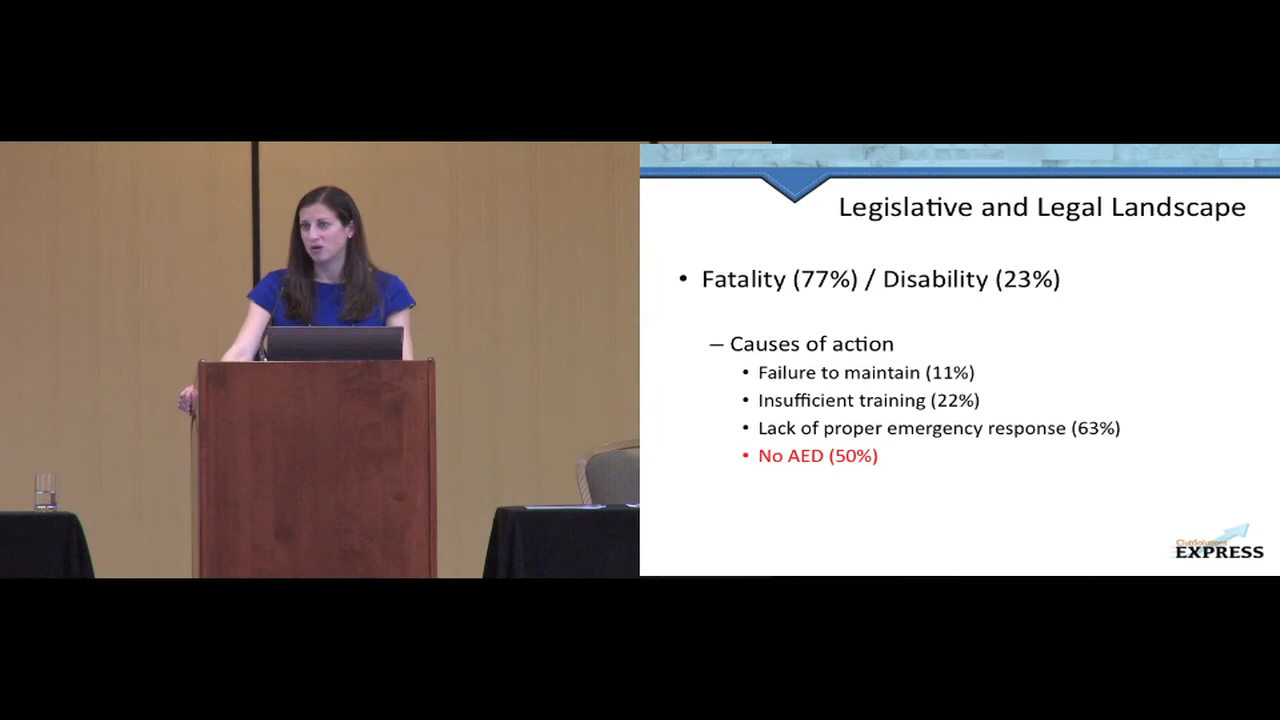 Legislative and Legal Landscape
• Fatality (77%) / Disability (23%)
– Causes of action
• Failure to maintain (11%)
• Insufficient training (22%)
• Lack of proper emergency response (63%)
• No AED (50%)
ClubSolutions
EXPRESS